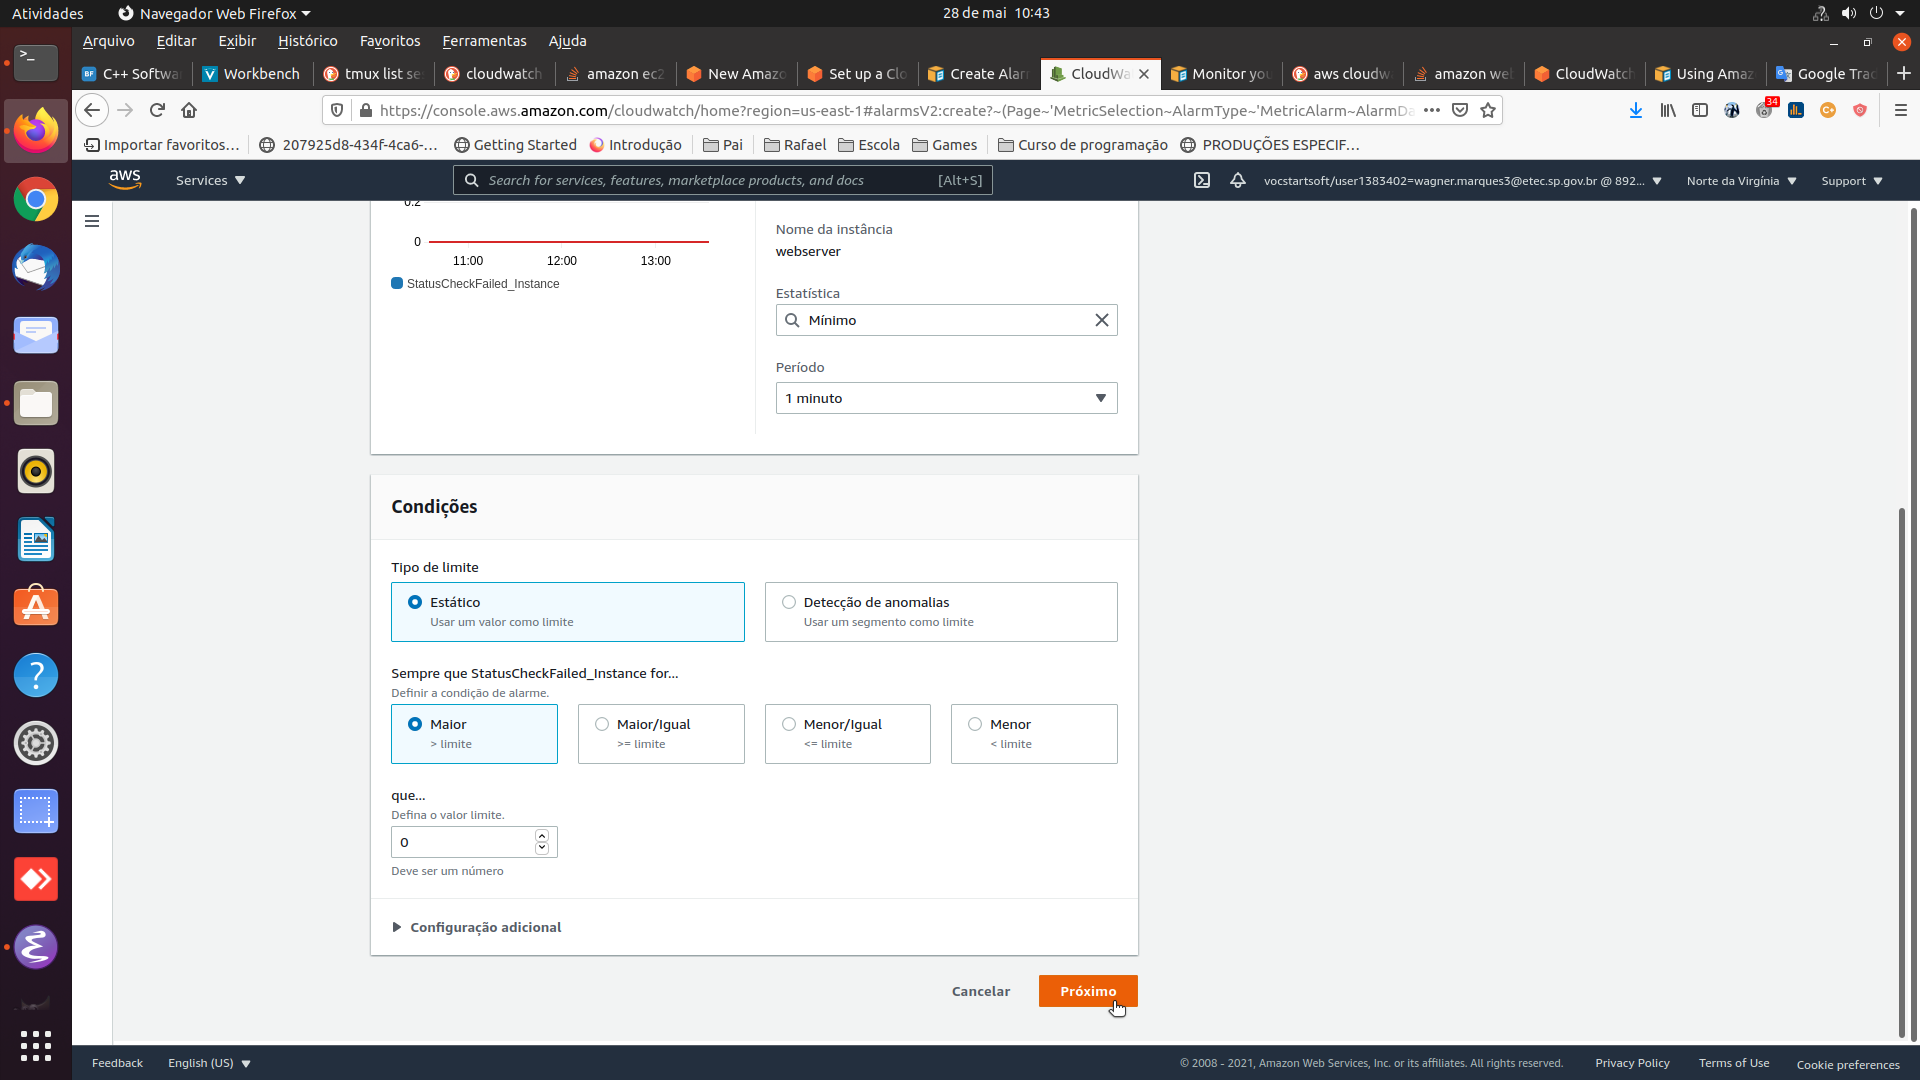 Atividades
Navegador Web Firefox
28 de mai 10:43
Arquivo Editar Exibir Histórico Favoritos Ferramentas Ajuda
C++ Softwa
Workbench
tmux list se
cloudwatch
amazon ec2
New Amazo
Set up a Clo
Create Alar
CloudWa
Monitor you
aws cloudw
amazon we
CloudWatch
Using Amaz
Google Trad
https://console.aws.amazon.com/cloudwatch/home?region=us-east-1#alarmsV2:create?~(Page~'MetricSelection~AlarmType~'MetricAlarm~AlarmDa
34
Importar favoritos...
207925d8-434f-4ca6-...
Getting Started
Introdução
Pai
Rafael
Escola
Games
Curso de programação
PRODUÇÕES ESPECIF...
aws
Services
Search for services, features, marketplace products, and docs [Alt+S]
vocstartsoft/user1383402=wagner.marques3@etec.sp.gov.br @ 892...
Norte da Virgínia
Support
0.2
0
11:00 12:00 13:00
StatusCheckFailed_Instance
Nome da instância
webserver
Estatística
Mínimo
Período
1 minuto
Condições
Tipo de limite
Estático
Usar um valor como limite
Detecção de anomalias
Usar um segmento como limite
Sempre que StatusCheckFailed_Instance for...
Definir a condição de alarme.
Maior
> limite
Maior/Igual
>= limite
Menor/Igual
<= limite
Menor
< limite
que...
Defina o valor limite.
0
Deve ser um número
Configuração adicional
Cancelar
Próximo
Feedback
English (US)
© 2008 - 2021, Amazon Web Services, Inc. or its affiliates. All rights reserved.
Privacy Policy
Terms of Use
Cookie preferences